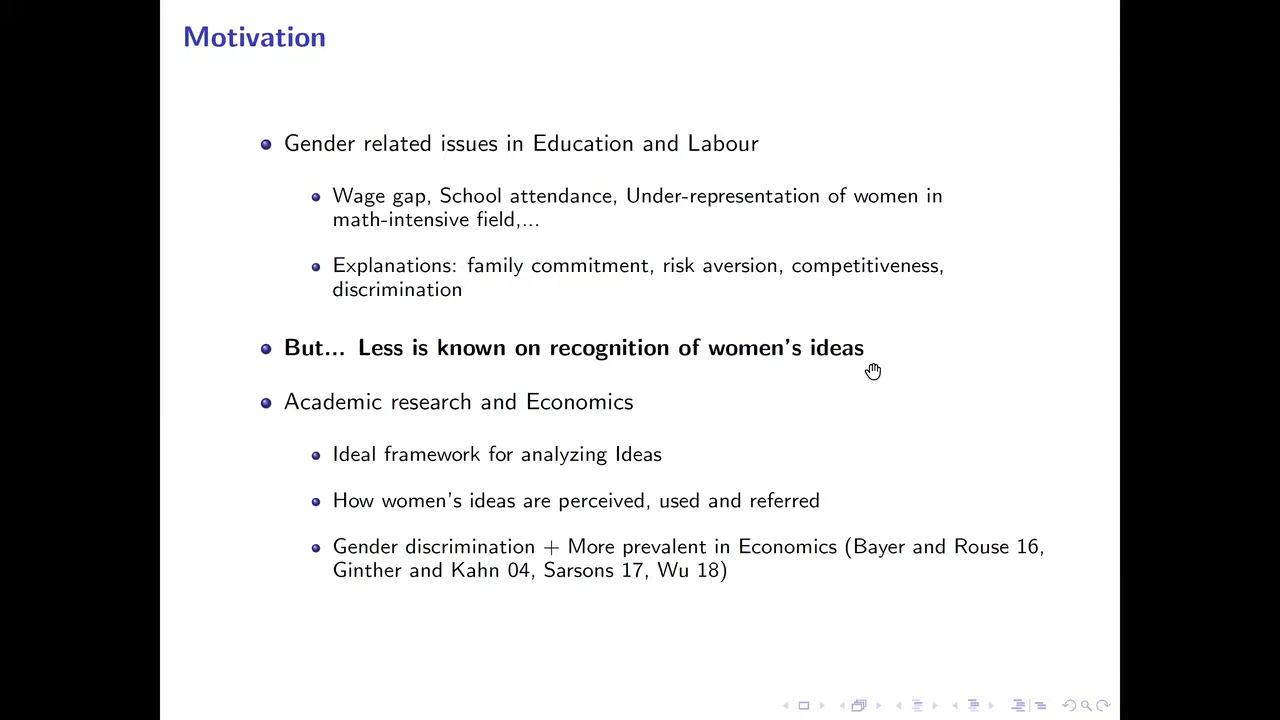 Motivation
Gender related issues in Education and Labour
Wage gap, School attendance, Under-representation of women in
math-intensive field,...
Explanations: family commitment, risk aversion, competitiveness,
discrimination
But... Less is known on recognition of women's ideas
Academic research and Economics
Ideal framework for analyzing Ideas
How women's ideas are perceived, used and referred
Gender discrimination + More prevalent in Economics (Bayer and Rouse 16,
Ginther and Kahn 04, Sarsons 17, Wu 18)